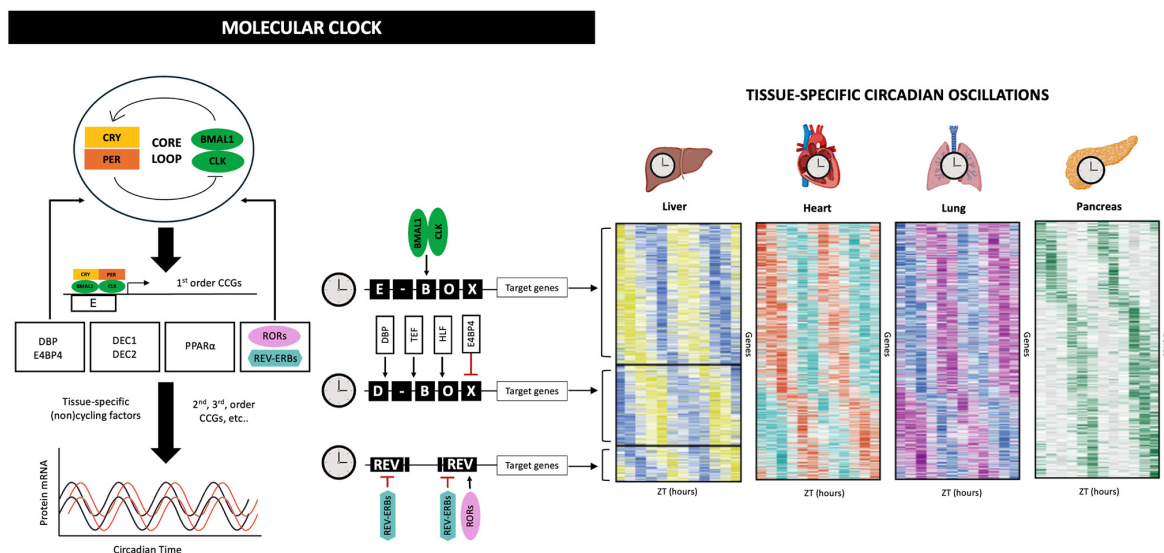 MOLECULAR CLOCK
CRY
PER
CORE
LOOP
BMAL1
CLK
CRY
PER
BMAL1
CLK
E
1st order CCGs
DBP
E4BP4
DEC1
DEC2
PPARα
RORs
REV-ERBs
Tissue-specific
(non)cycling factors
2nd, 3rd, order
CCGs, etc..
Protein mRNA
Circadian Time
BMAL1
CLK
E - B O X
Target genes
DBP
TEF
HLF
E4BP4
D - B O X
Target genes
REV
REV
Target genes
REV-ERBs
REV-ERBs
RORs
TISSUE-SPECIFIC CIRCADIAN OSCILLATIONS
Liver
Heart
Lung
Pancreas
Genes
Genes
Genes
Genes
ZT (hours)
ZT (hours)
ZT (hours)
ZT (hours)